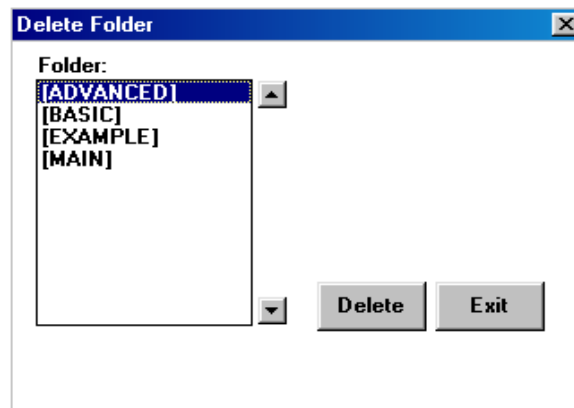 Delete Folder
Folder:
[ADVANCED]
[BASIC]
[EXAMPLE]
[MAIN]
Delete
Exit